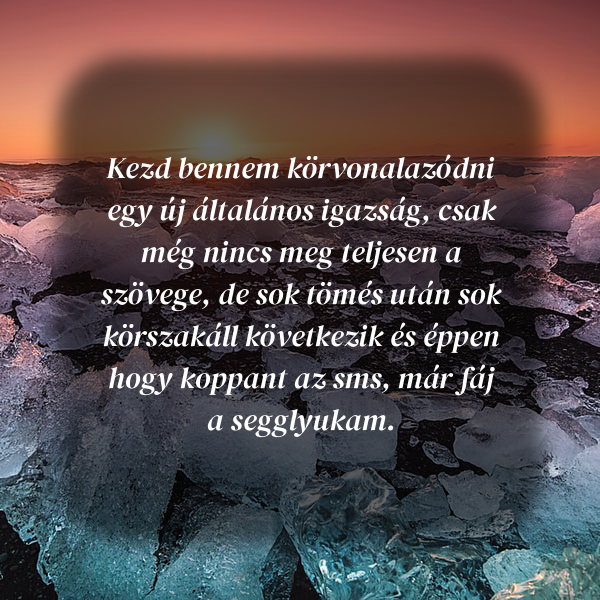 Kezd bennem körvonalazódni
egy új általános igazság, csak
még nincs meg teljesen a
szövege, de sok tömés után sok
körszakáll következik és éppen
hogy koppant az sms, már fáj
a segglyukam.